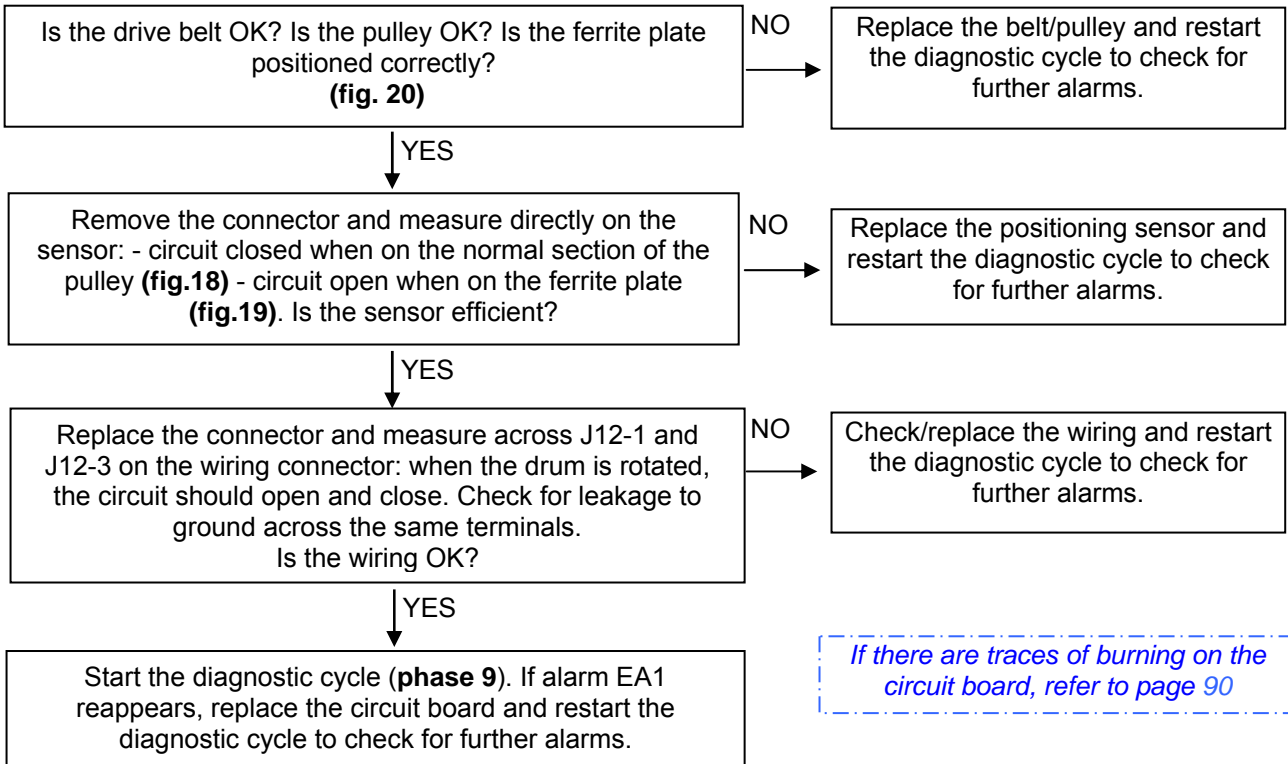 Is the drive belt OK? Is the pulley OK? Is the ferrite plate
positioned correctly?
(fig. 20)
NO
Replace the belt/pulley and restart
the diagnostic cycle to check for
further alarms.
YES
Remove the connector and measure directly on the
sensor: - circuit closed when on the normal section of the
pulley (fig.18) - circuit open when on the ferrite plate
(fig.19). Is the sensor efficient?
NO
Replace the positioning sensor and
restart the diagnostic cycle to check
for further alarms.
YES
Replace the connector and measure across J12-1 and
J12-3 on the wiring connector: when the drum is rotated,
the circuit should open and close. Check for leakage to
ground across the same terminals.
Is the wiring OK?
NO
Check/replace the wiring and restart
the diagnostic cycle to check for
further alarms.
YES
Start the diagnostic cycle (phase 9). If alarm EA1
reappears, replace the circuit board and restart the
diagnostic cycle to check for further alarms.
If there are traces of burning on the
circuit board, refer to page 90